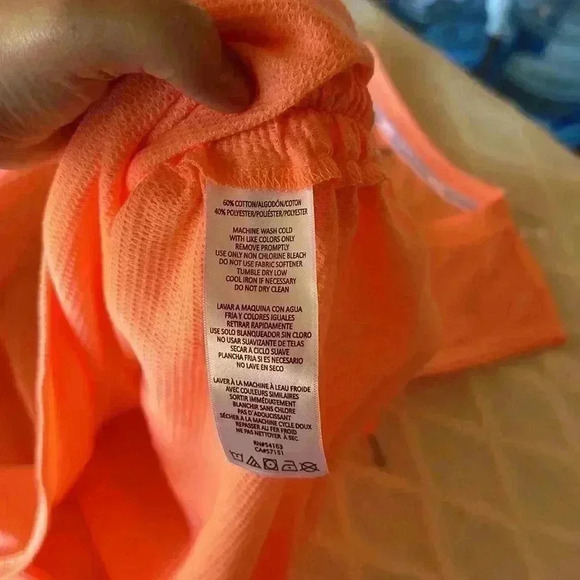 60% COTTON/ALGODÓN/COTON
40% POLYESTER/POLIÉSTER/POLYESTER
MACHINE WASH COLD
WITH LIKE COLORS ONLY
REMOVE PROMPTLY
USE ONLY NON CHLORINE BLEACH
DO NOT USE FABRIC SOFTENER
TUMBLE DRY LOW
COOL IRON IF NECESSARY
DO NOT DRY CLEAN
LAVAR A MAQUINA CON AGUA
FRIA Y COLORES IGUALES
RETIRAR RAPIDAMENTE
USE SOLO BLANQUEADOR SIN CLORO
NO USAR SUAVIZANTE DE TELAS
SECAR A CICLO SUAVE
PLANCHA FRIA SI ES NECESARIO
NO LAVE EN SECO
LAVER À LA MACHINE À L'EAU FROIDE
AVEC COULEURS SIMILAIRES
SORTIR IMMÉDIATEMENT
BLANCHIR SANS CHLORE
PAS D'ADOUCISSANT
SÉCHER À LA MACHINE CYCLE DOUX
REPASSER AU FER FROID
NE PAS NETTOYER À SEC
RN#54163
CA#57151